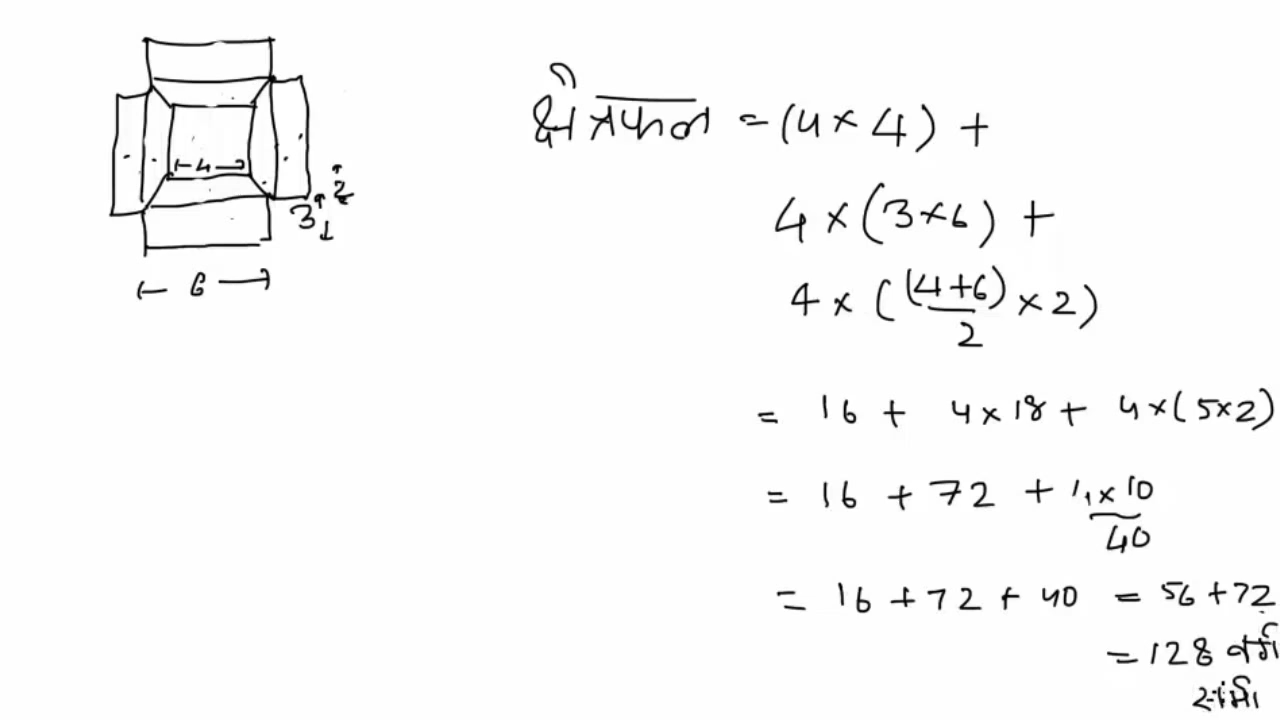 4
3
2
6
क्षेत्रफल = (4 × 4) +
4 × (3×6) +
4 × ((4+6)/2 × 2)
= 16 + 4×18 + 4×(5×2)
= 16 + 72 + 4×10
40
= 16 + 72 + 40 = 56 + 72
= 128 वर्ग